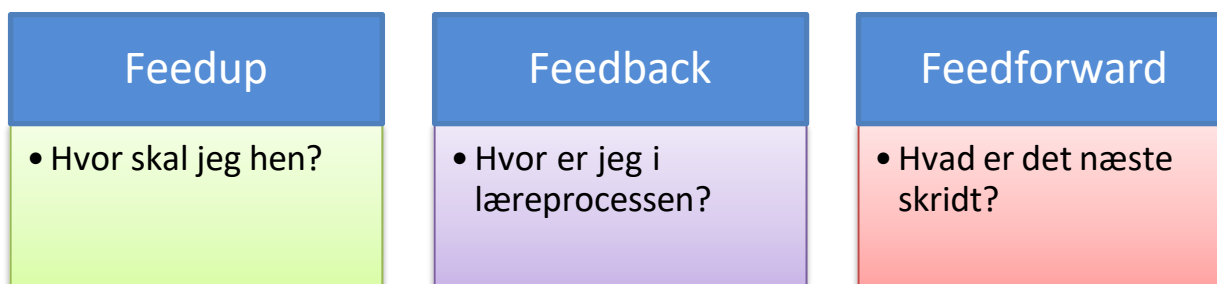 Feedup
• Hvor skal jeg hen?
Feedback
• Hvor er jeg i
læreprocessen?
Feedforward
• Hvad er det næste
skridt?